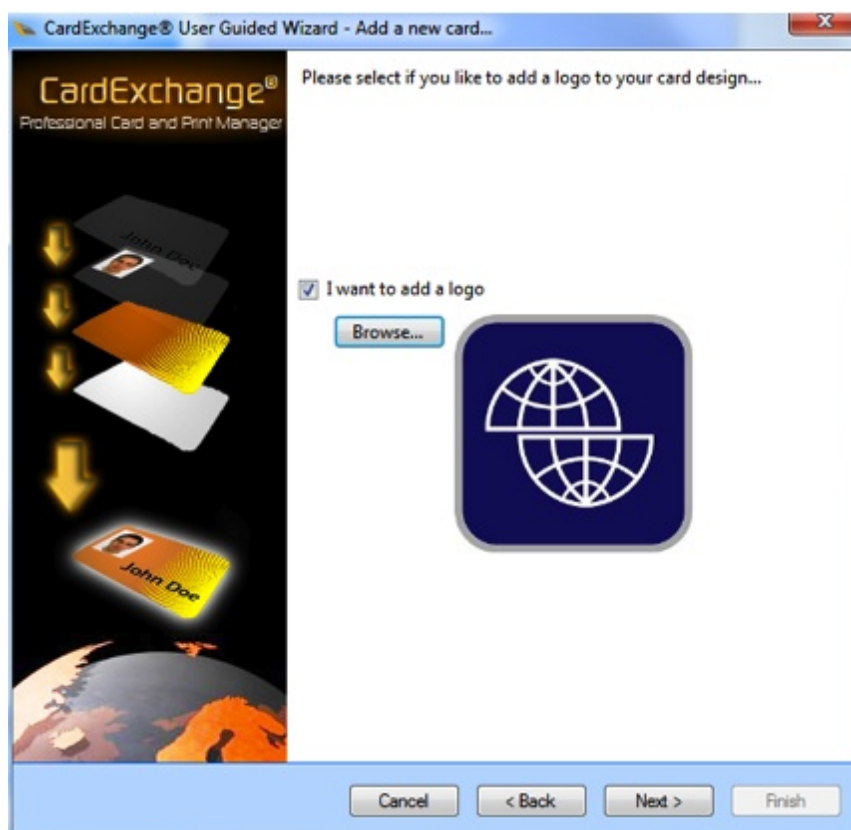 CardExchange® User Guided Wizard - Add a new card...
CardExchange®
Professional Card and Print Manager
Please select if you like to add a logo to your card design...
John Doe
I want to add a logo
Browse...
John Doe
Cancel
< Back
Next >
Finish